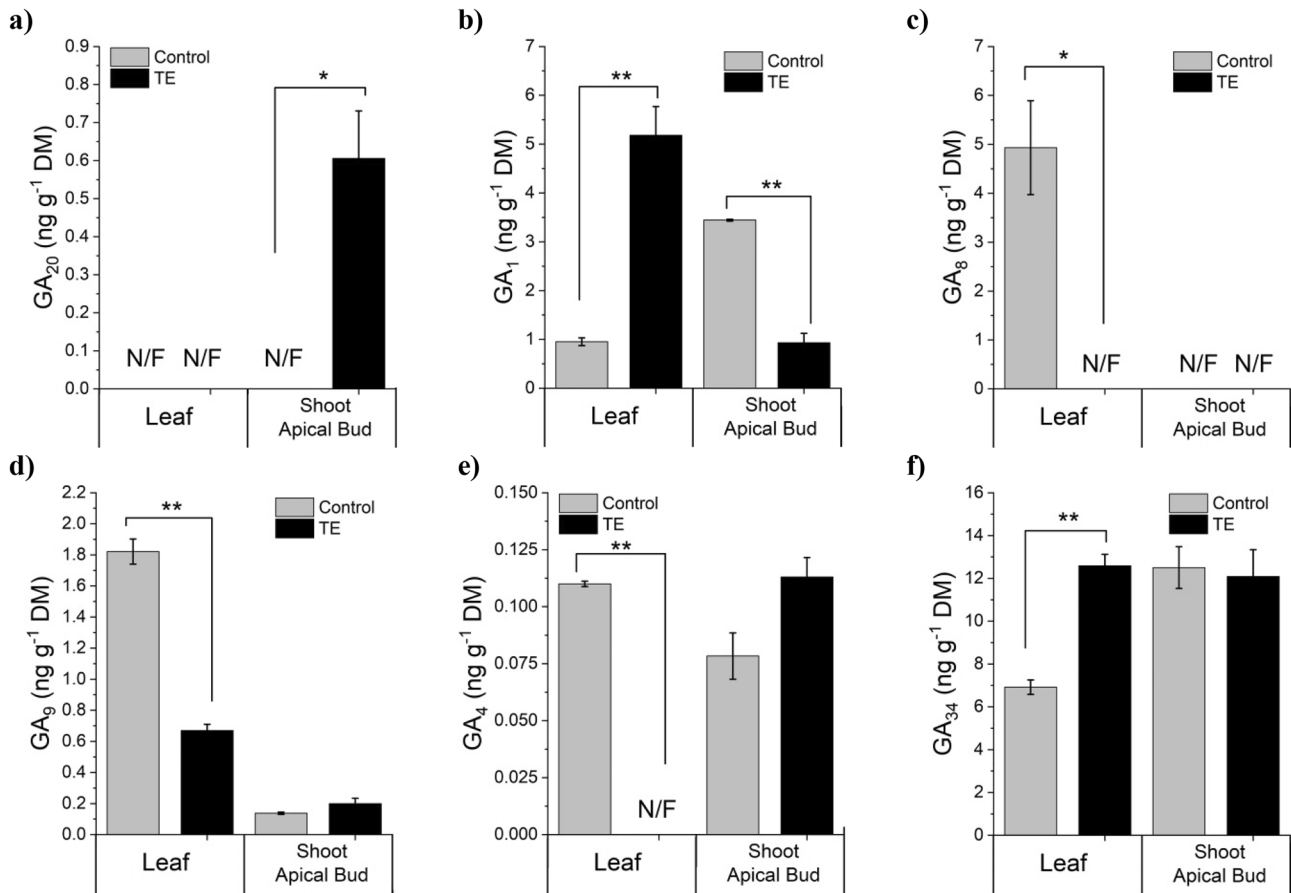 a)
0.9
0.8
0.7
0.6
0.5
0.4
0.3
0.2
0.1
0.0
GA20 (ng g-1 DM)
Control
TE
*
N/F N/F N/F
Leaf
Shoot
Apical Bud
b)
7
6
5
4
3
2
1
0
GA1 (ng g-1 DM)
Control
TE
**
**
Leaf
Shoot
Apical Bud
c)
8
7
6
5
4
3
2
1
0
GA8 (ng g-1 DM)
Control
TE
*
N/F N/F N/F
Leaf
Shoot
Apical Bud
d)
2.2
2.0
1.8
1.6
1.4
1.2
1.0
0.8
0.6
0.4
0.2
0.0
GA9 (ng g-1 DM)
Control
TE
**
Leaf
Shoot
Apical Bud
e)
0.150
0.125
0.100
0.075
0.050
0.025
0.000
GA4 (ng g-1 DM)
Control
TE
**
N/F
Leaf
Shoot
Apical Bud
f)
16
14
12
10
8
6
4
2
0
GA34 (ng g-1 DM)
Control
TE
**
Leaf
Shoot
Apical Bud